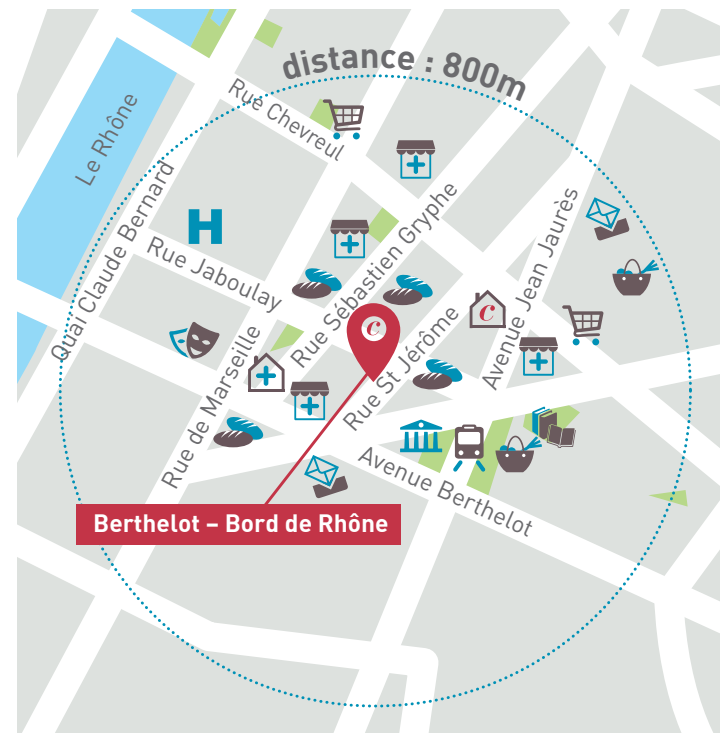 distance : 800m
Rue Chevreul
Le Rhône
Quai Claude Bernard
H
Rue Jaboulay
Rue Sébastien Gryphe
Avenue Jean Jaurès
c
c
Rue de Marseille
Rue St Jérôme
Avenue Berthelot
Berthelot – Bord de Rhône